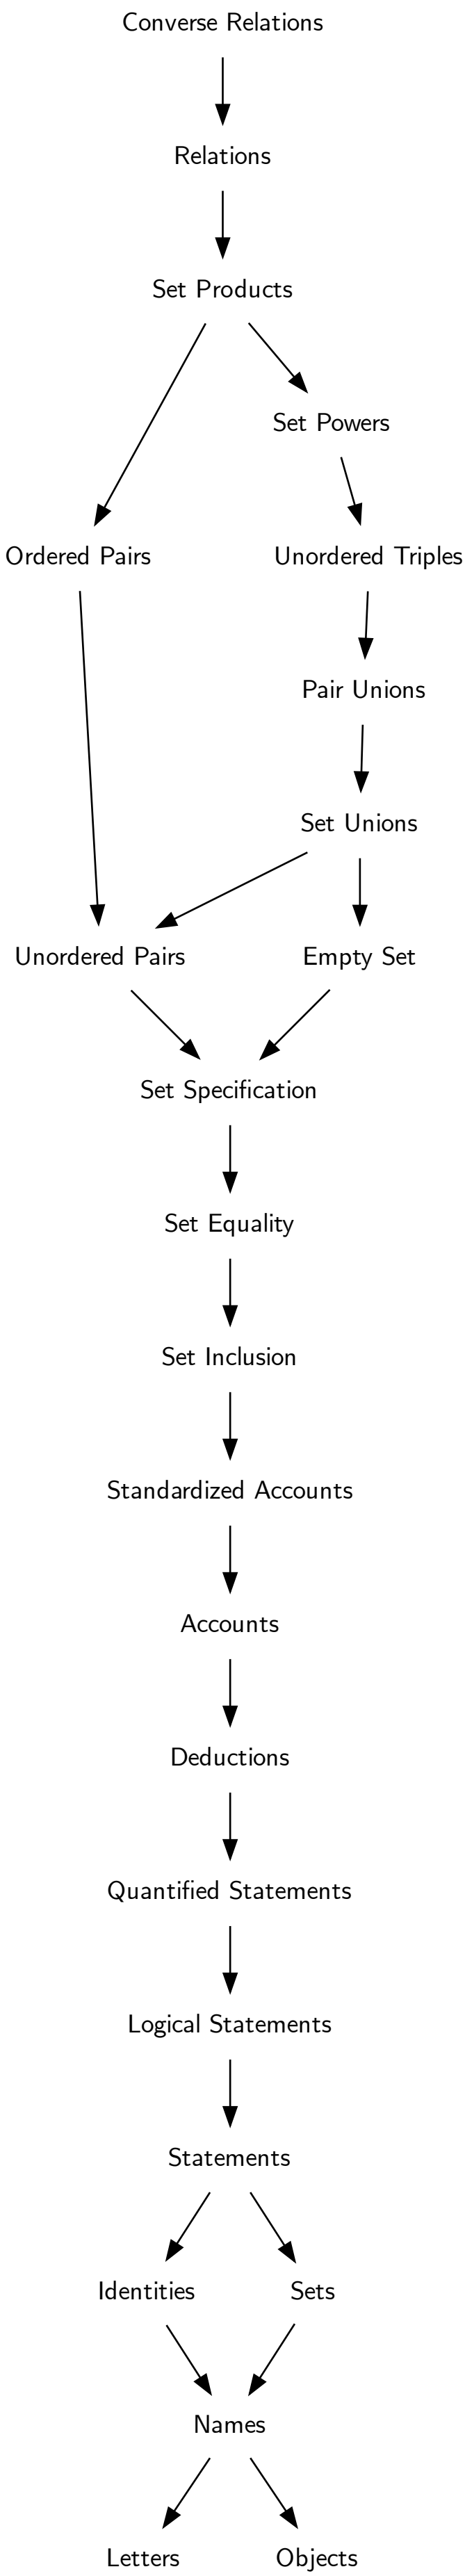 Converse Relations
Relations
Set Products
Set Powers
Ordered Pairs
Unordered Triples
Pair Unions
Set Unions
Unordered Pairs
Empty Set
Set Specification
Set Equality
Set Inclusion
Standardized Accounts
Accounts
Deductions
Quantified Statements
Logical Statements
Statements
Identities
Sets
Names
Letters
Objects